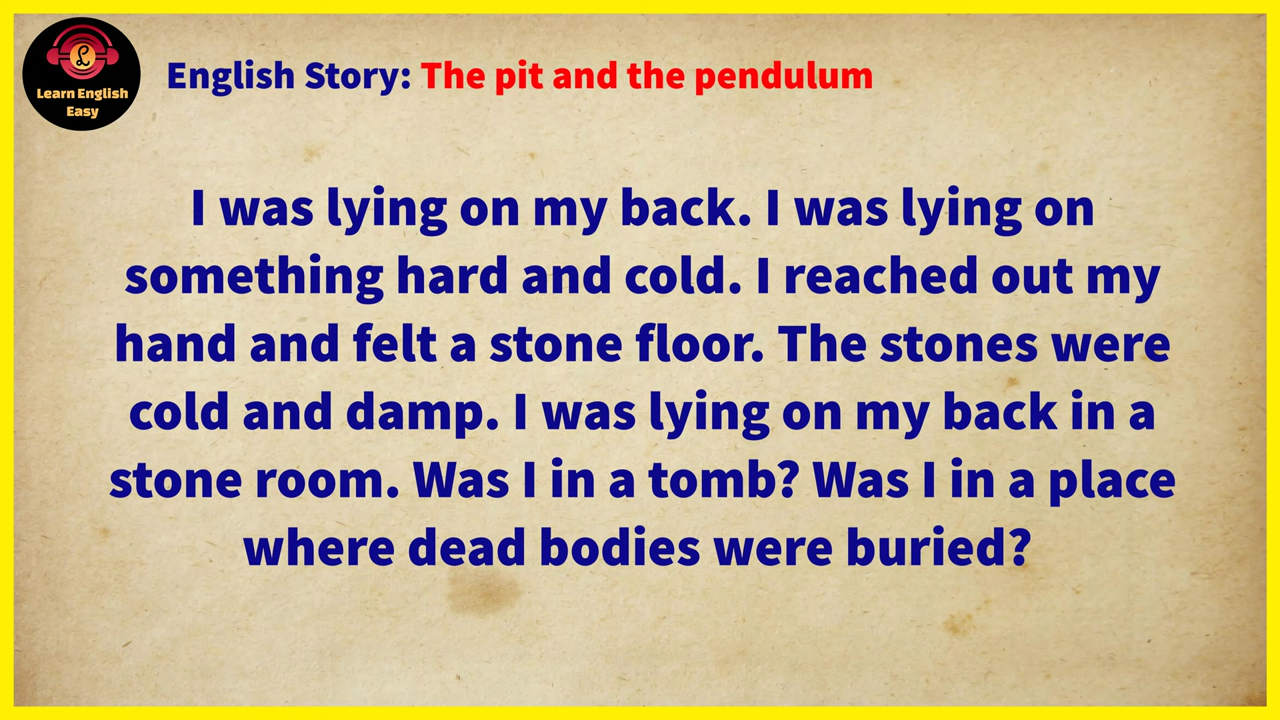 English Story: The pit and the pendulum
Learn English
Easy
I was lying on my back. I was lying on
something hard and cold. I reached out my
hand and felt a stone floor. The stones were
cold and damp. I was lying on my back in a
stone room. Was I in a tomb? Was I in a place
where dead bodies were buried?